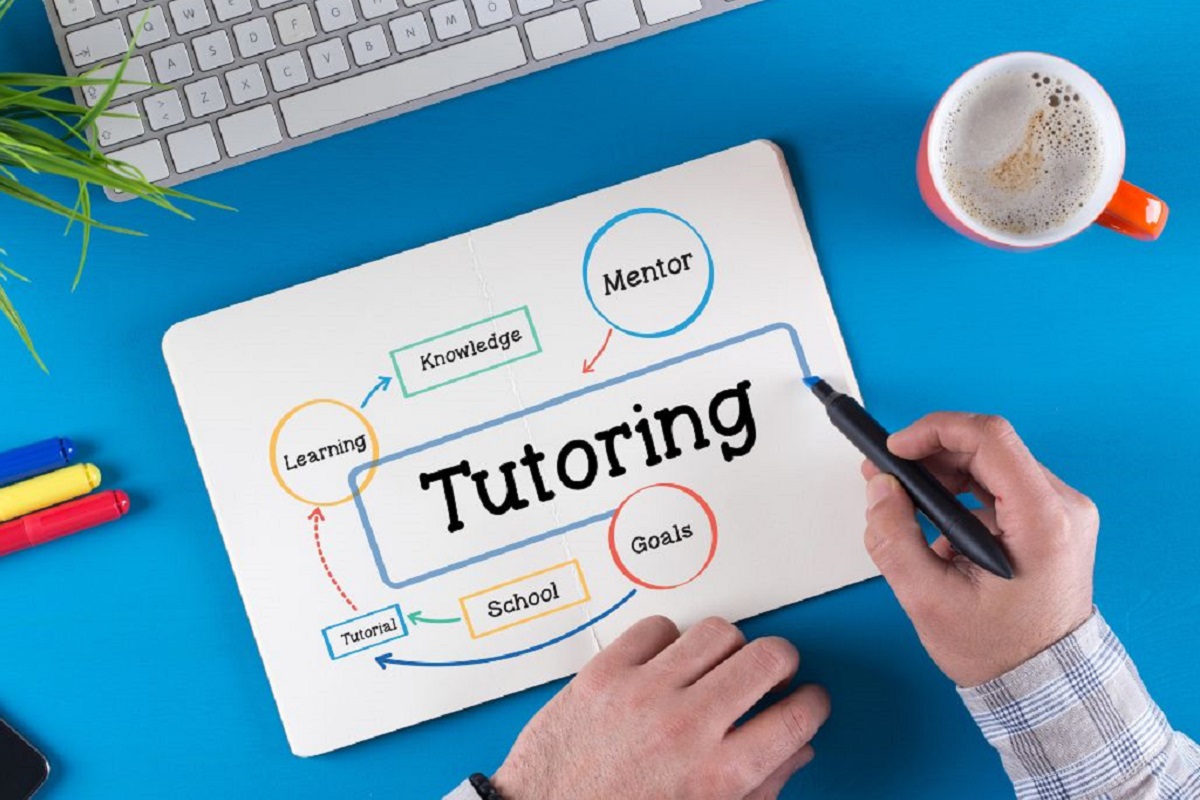 Q W E R T Y U I O P
A S D F G H J K L Ö
> < Z X C V B N M
Mentor
Knowledge
Learning
Tutoring
Goals
School
Tutorial